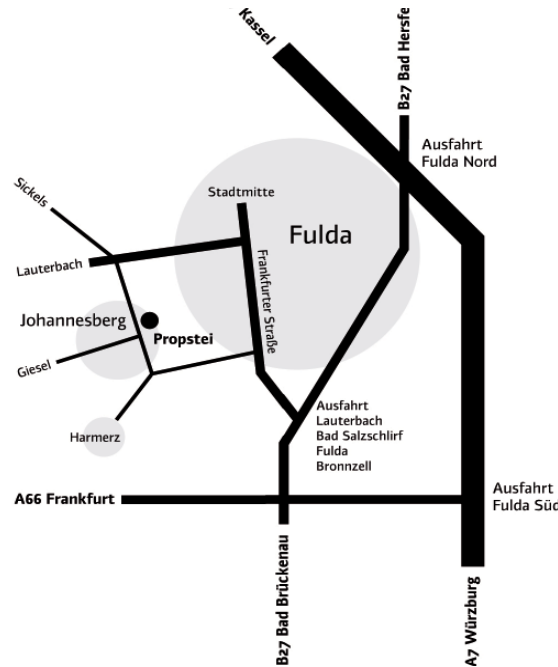 Kassel
B27 Bad Hersfe
Ausfahrt
Fulda Nord
Sickels
Stadtmitte
Fulda
Lauterbach
Frankfurter Straße
Johannesberg
Propstei
Giesel
Harmerz
Ausfahrt
Lauterbach
Bad Salzschlirf
Fulda
Bronnzell
A66 Frankfurt
Ausfahrt
Fulda Süd
B27 Bad Brückenau
A7 Würzburg